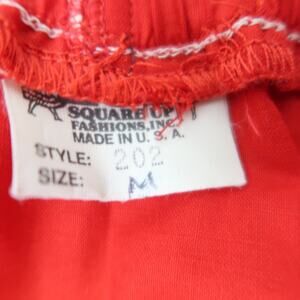 SQUARE UP
FASHIONS, INC.
MADE IN U. S. A.
STYLE: 202
SIZE: M